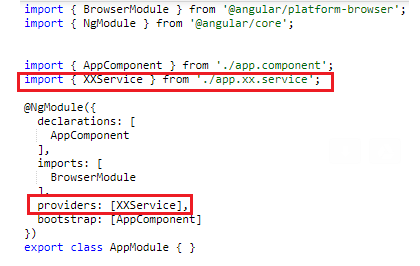 import { BrowserModule } from '@angular/platform-browser';
import { NgModule } from '@angular/core';
import { AppComponent } from './app.component';
import { XXService } from './app.xx.service';
@NgModule({
declarations: [
AppComponent
],
imports: [
BrowserModule
],
providers: [XXService],
bootstrap: [AppComponent]
})
export class AppModule { }